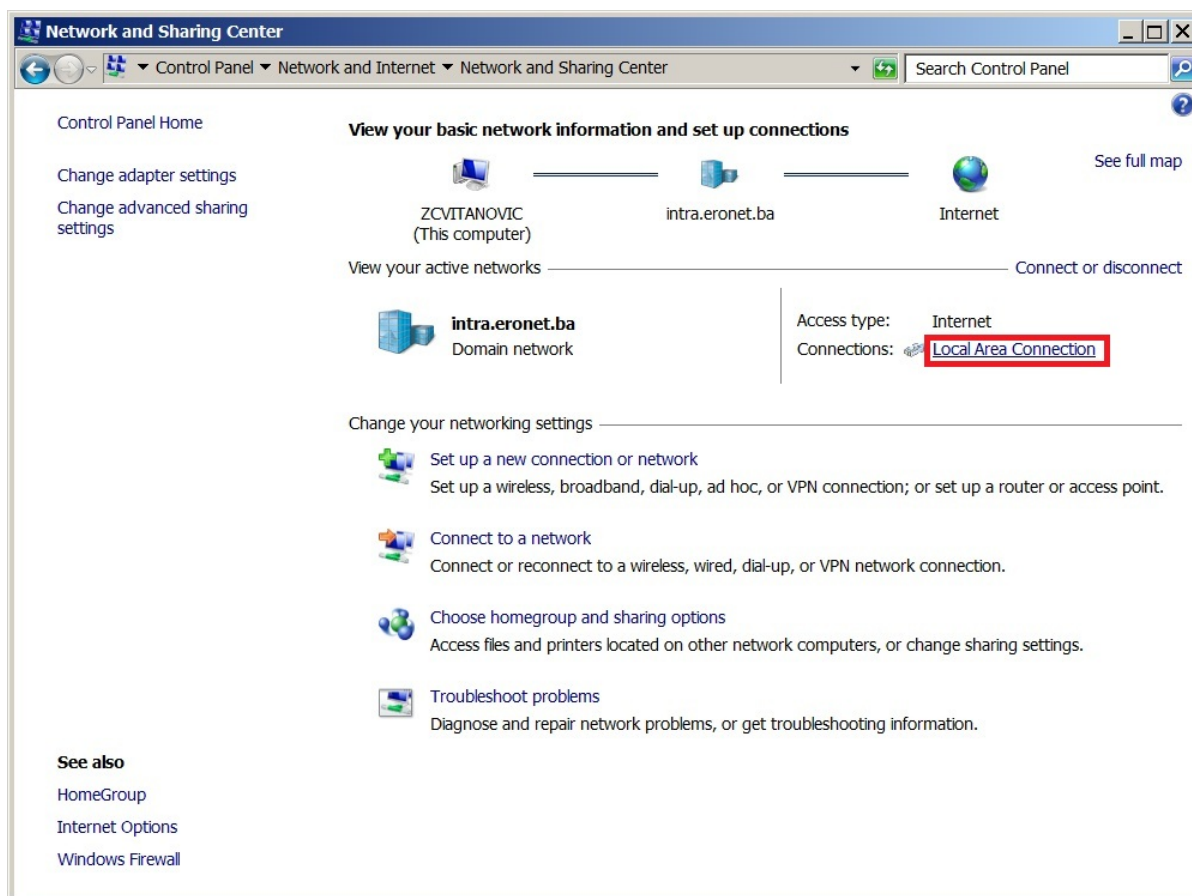 Network and Sharing Center
Control Panel Network and Internet Network and Sharing Center
Search Control Panel
Control Panel Home
Change adapter settings
Change advanced sharing
settings
View your basic network information and set up connections
See full map
ZCVITANOVIC
(This computer)
intra.eronet.ba
Internet
View your active networks
Connect or disconnect
intra.eronet.ba
Domain network
Access type: Internet
Connections: Local Area Connection
Change your networking settings
Set up a new connection or network
Set up a wireless, broadband, dial-up, ad hoc, or VPN connection; or set up a router or access point.
Connect to a network
Connect or reconnect to a wireless, wired, dial-up, or VPN network connection.
Choose homegroup and sharing options
Access files and printers located on other network computers, or change sharing settings.
Troubleshoot problems
Diagnose and repair network problems, or get troubleshooting information.
See also
HomeGroup
Internet Options
Windows Firewall